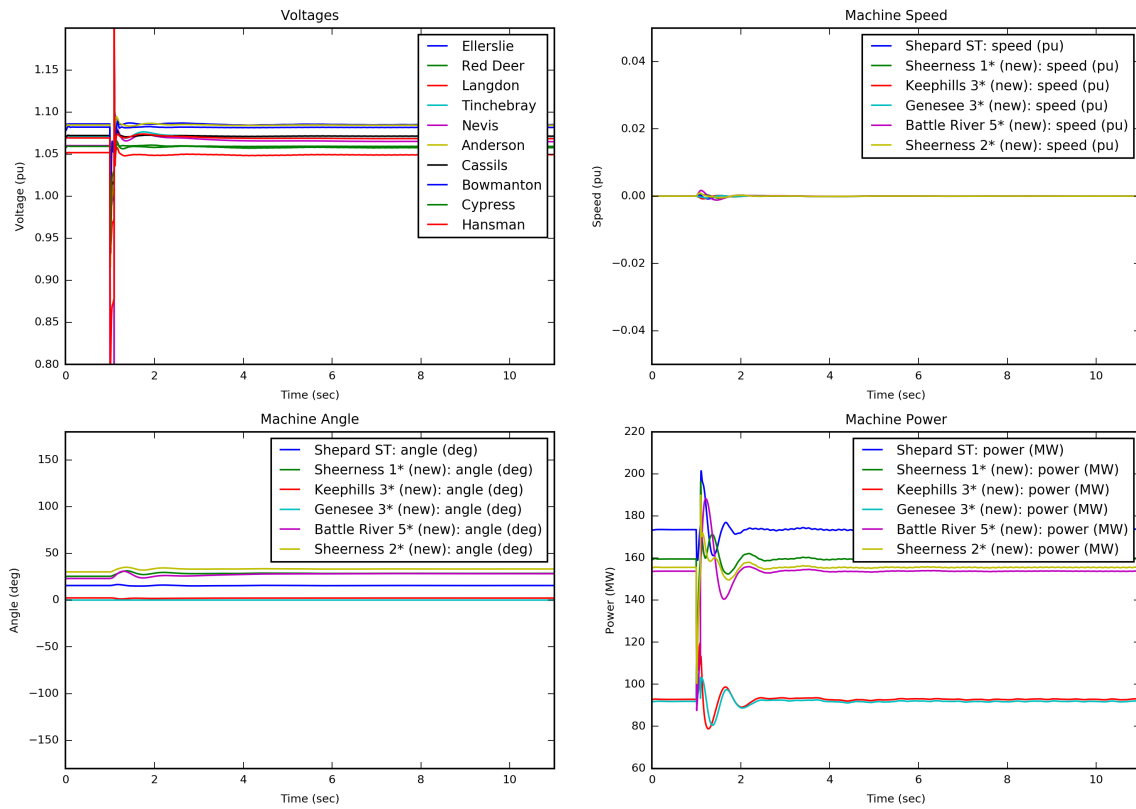 Voltages
1.15
1.10
1.05
1.00
0.95
0.90
0.85
0.80
Voltage (pu)
0
2
4
6
8
10
Time (sec)
Ellerslie
Red Deer
Langdon
Tinchebray
Nevis
Anderson
Cassils
Bowmanton
Cypress
Hansman
Machine Speed
0.04
0.02
0.00
−0.02
−0.04
Speed (pu)
0
2
4
6
8
10
Time (sec)
Shepard ST: speed (pu)
Sheerness 1* (new): speed (pu)
Keephills 3* (new): speed (pu)
Genesee 3* (new): speed (pu)
Battle River 5* (new): speed (pu)
Sheerness 2* (new): speed (pu)
Machine Angle
150
100
50
0
−50
−100
−150
Angle (deg)
0
2
4
6
8
10
Time (sec)
Shepard ST: angle (deg)
Sheerness 1* (new): angle (deg)
Keephills 3* (new): angle (deg)
Genesee 3* (new): angle (deg)
Battle River 5* (new): angle (deg)
Sheerness 2* (new): angle (deg)
Machine Power
220
200
180
160
140
120
100
80
60
Power (MW)
0
2
4
6
8
10
Time (sec)
Shepard ST: power (MW)
Sheerness 1* (new): power (MW)
Keephills 3* (new): power (MW)
Genesee 3* (new): power (MW)
Battle River 5* (new): power (MW)
Sheerness 2* (new): power (MW)